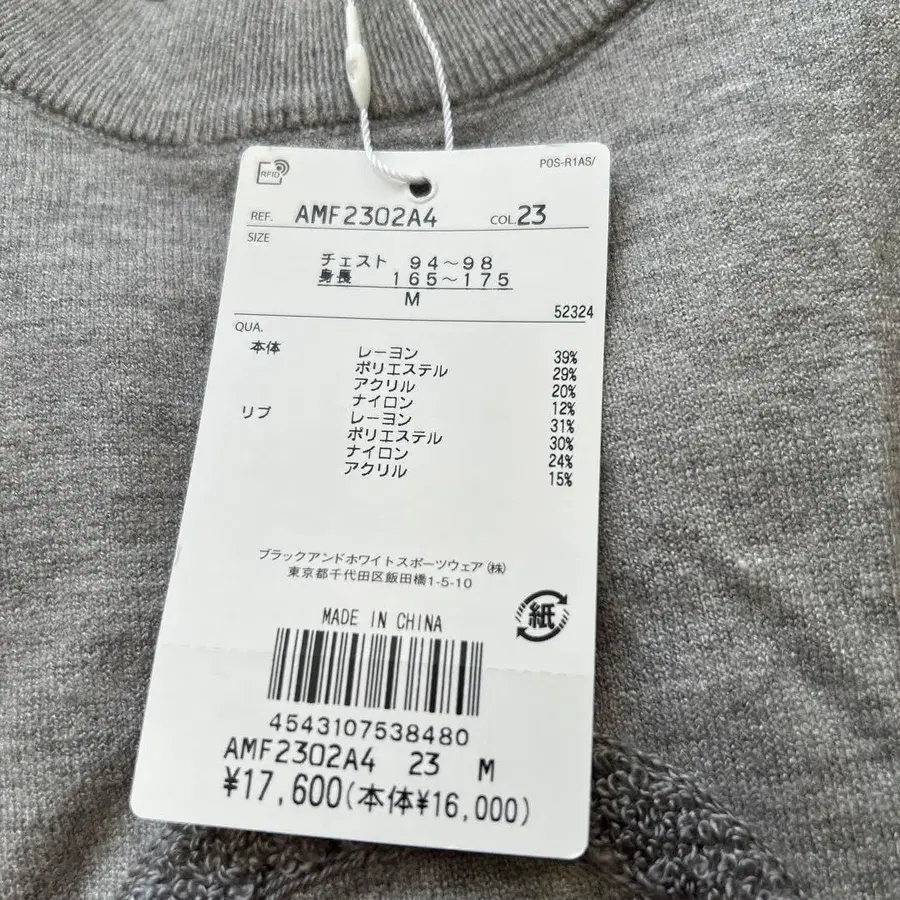 RFID
POS-R1AS/
REF. AMF2302A4 COL.23
SIZE
チェスト 94～98
身長 165～175
M
52324
QUA.
本体 レーヨン 39%
ポリエステル 29%
アクリル 20%
ナイロン 12%
リブ レーヨン 31%
ポリエステル 30%
ナイロン 24%
アクリル 15%
ブラックアンドホワイトスポーツウェア(株)
東京都千代田区飯田橋1-5-10
紙
MADE IN CHINA
4543107538480
AMF2302A4 23 M
¥17,600(本体¥16,000)